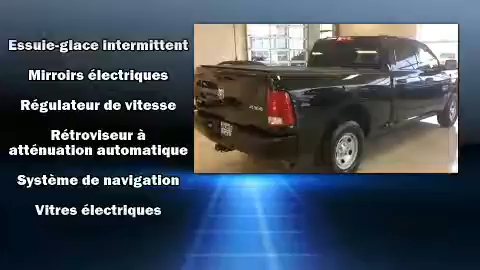 Essuie-glace intermittent
Mirroirs électriques
Régulateur de vitesse
Rétroviseur à
atténuation automatique
Système de navigation
Vitres électriques